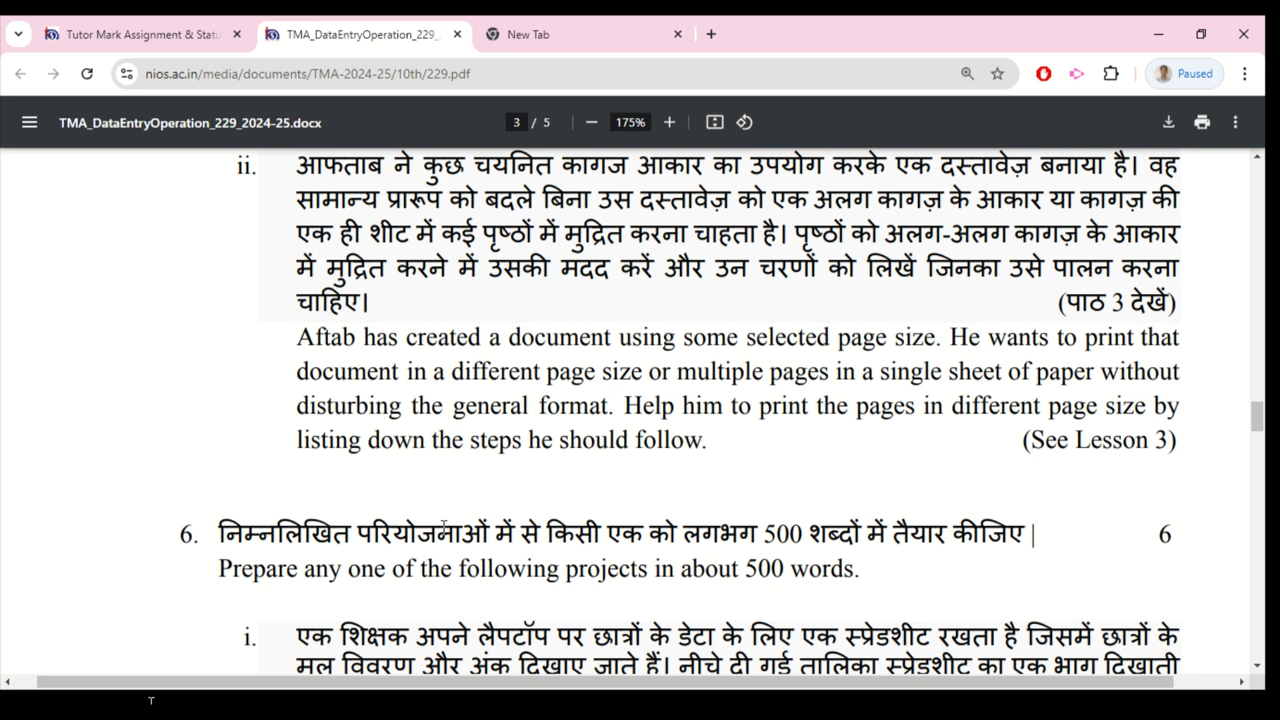 Tutor Mark Assignment & Statu
TMA_DataEntryOperation_229_
New Tab
nios.ac.in/media/documents/TMA-2024-25/10th/229.pdf
Paused
TMA_DataEntryOperation_229_2024-25.docx
3 / 5
175%
ii. आफताब ने कुछ चयनित कागज आकार का उपयोग करके एक दस्तावेज़ बनाया है। वह
सामान्य प्रारूप को बदले बिना उस दस्तावेज़ को एक अलग कागज़ के आकार या कागज़ की
एक ही शीट में कई पृष्ठों में मुद्रित करना चाहता है। पृष्ठों को अलग-अलग कागज़ के आकार
में मुद्रित करने में उसकी मदद करें और उन चरणों को लिखें जिनका उसे पालन करना
चाहिए। (पाठ 3 देखें)
Aftab has created a document using some selected page size. He wants to print that
document in a different page size or multiple pages in a single sheet of paper without
disturbing the general format. Help him to print the pages in different page size by
listing down the steps he should follow. (See Lesson 3)
6. निम्नलिखित परियोजनाओं में से किसी एक को लगभग 500 शब्दों में तैयार कीजिए | 6
Prepare any one of the following projects in about 500 words.
i. एक शिक्षक अपने लैपटॉप पर छात्रों के डेटा के लिए एक स्प्रेडशीट रखता है जिसमें छात्रों के
मूल विवरण और अंक दिखाए जाते हैं। नीचे दी गई तालिका स्प्रेडशीट का एक भाग दिखाती